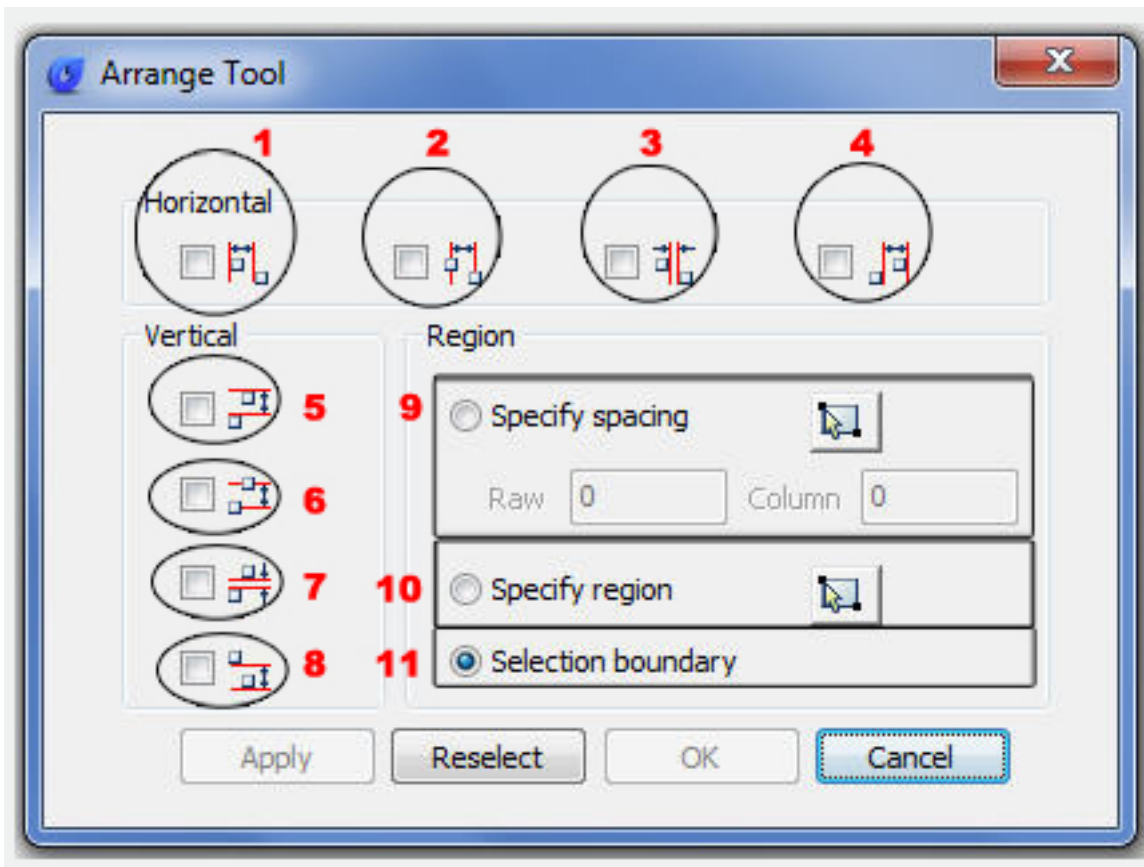 Arrange Tool
1 2 3 4
Horizontal
Vertical
5
6
7
8
Region
9 Specify spacing
Raw 0 Column 0
10 Specify region
11 Selection boundary
Apply Reselect OK Cancel